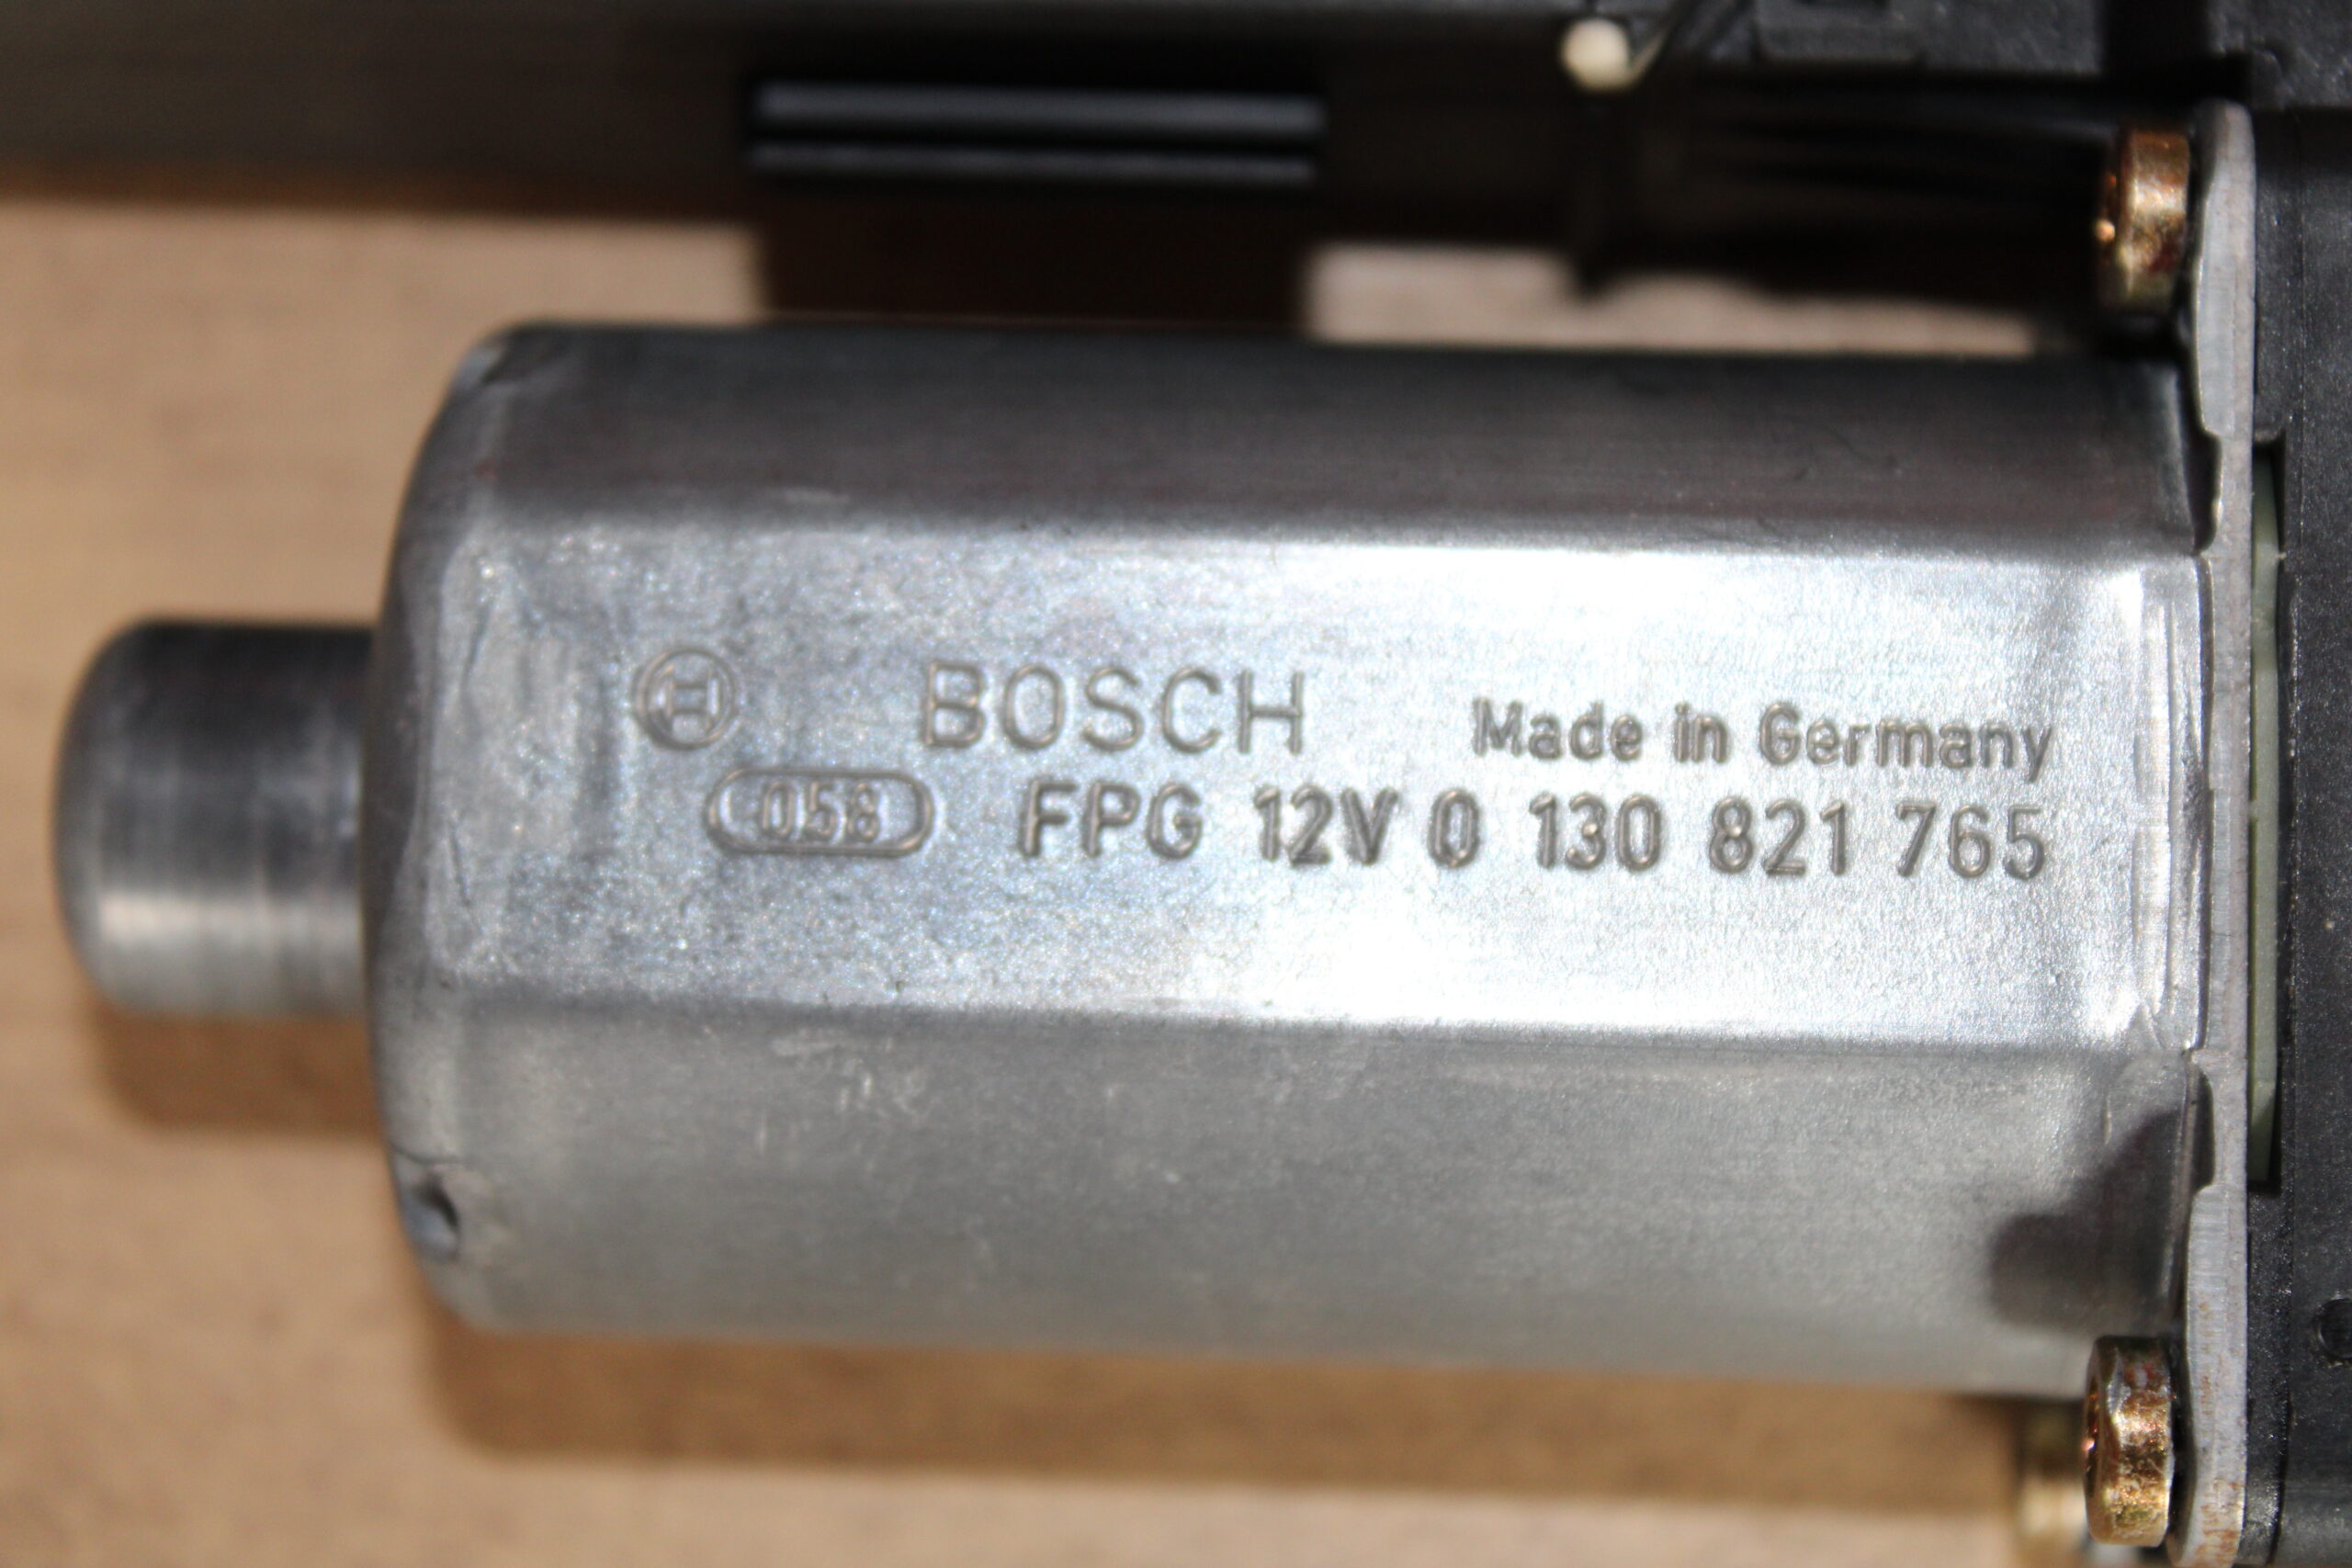 BOSCH Made in Germany
058 FPG 12V 0 130 821 765